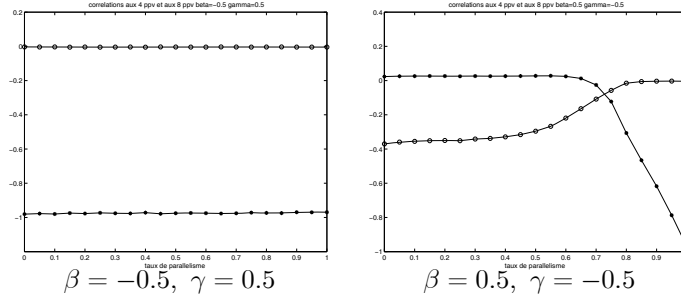 correlations aux 4 ppv et aux 8 ppv beta=−0.5 gamma=0.5
0.2
0
−0.2
−0.4
−0.6
−0.8
−1
0 0.1 0.2 0.3 0.4 0.5 0.6 0.7 0.8 0.9 1
taux de parallelisme
β = −0.5, γ = 0.5
correlations aux 4 ppv et aux 8 ppv beta=0.5 gamma=−0.5
0.4
0.2
0
−0.2
−0.4
−0.6
−0.8
−1
0 0.1 0.2 0.3 0.4 0.5 0.6 0.7 0.8 0.9
taux de parallelisme
β = 0.5, γ = −0.5